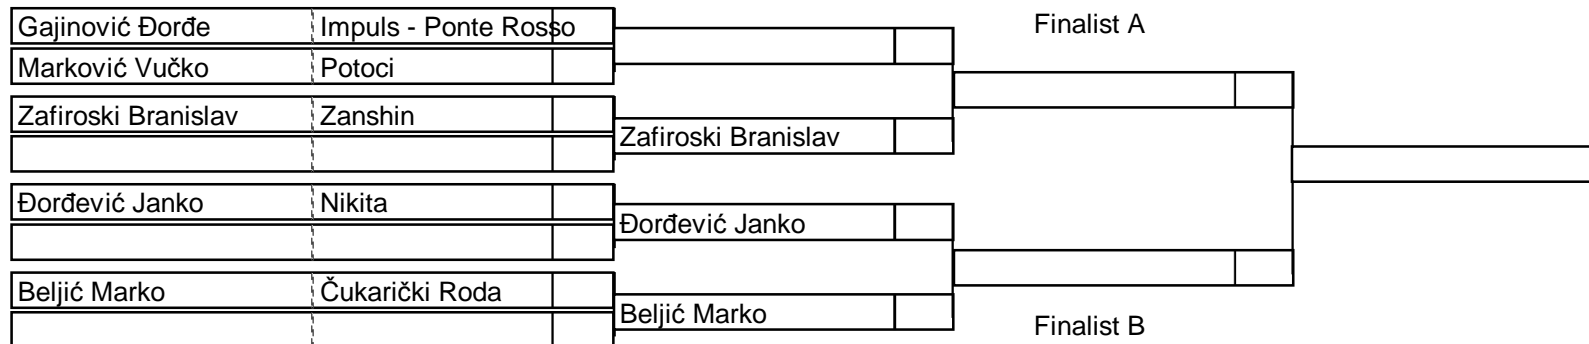 Gajinović Đorđe Impuls - Ponte Rosso
Finalist A
Marković Vučko Potoci
Zafiroski Branislav Zanshin
Zafiroski Branislav
Đorđević Janko Nikita
Đorđević Janko
Beljić Marko Čukarički Roda
Beljić Marko
Finalist B